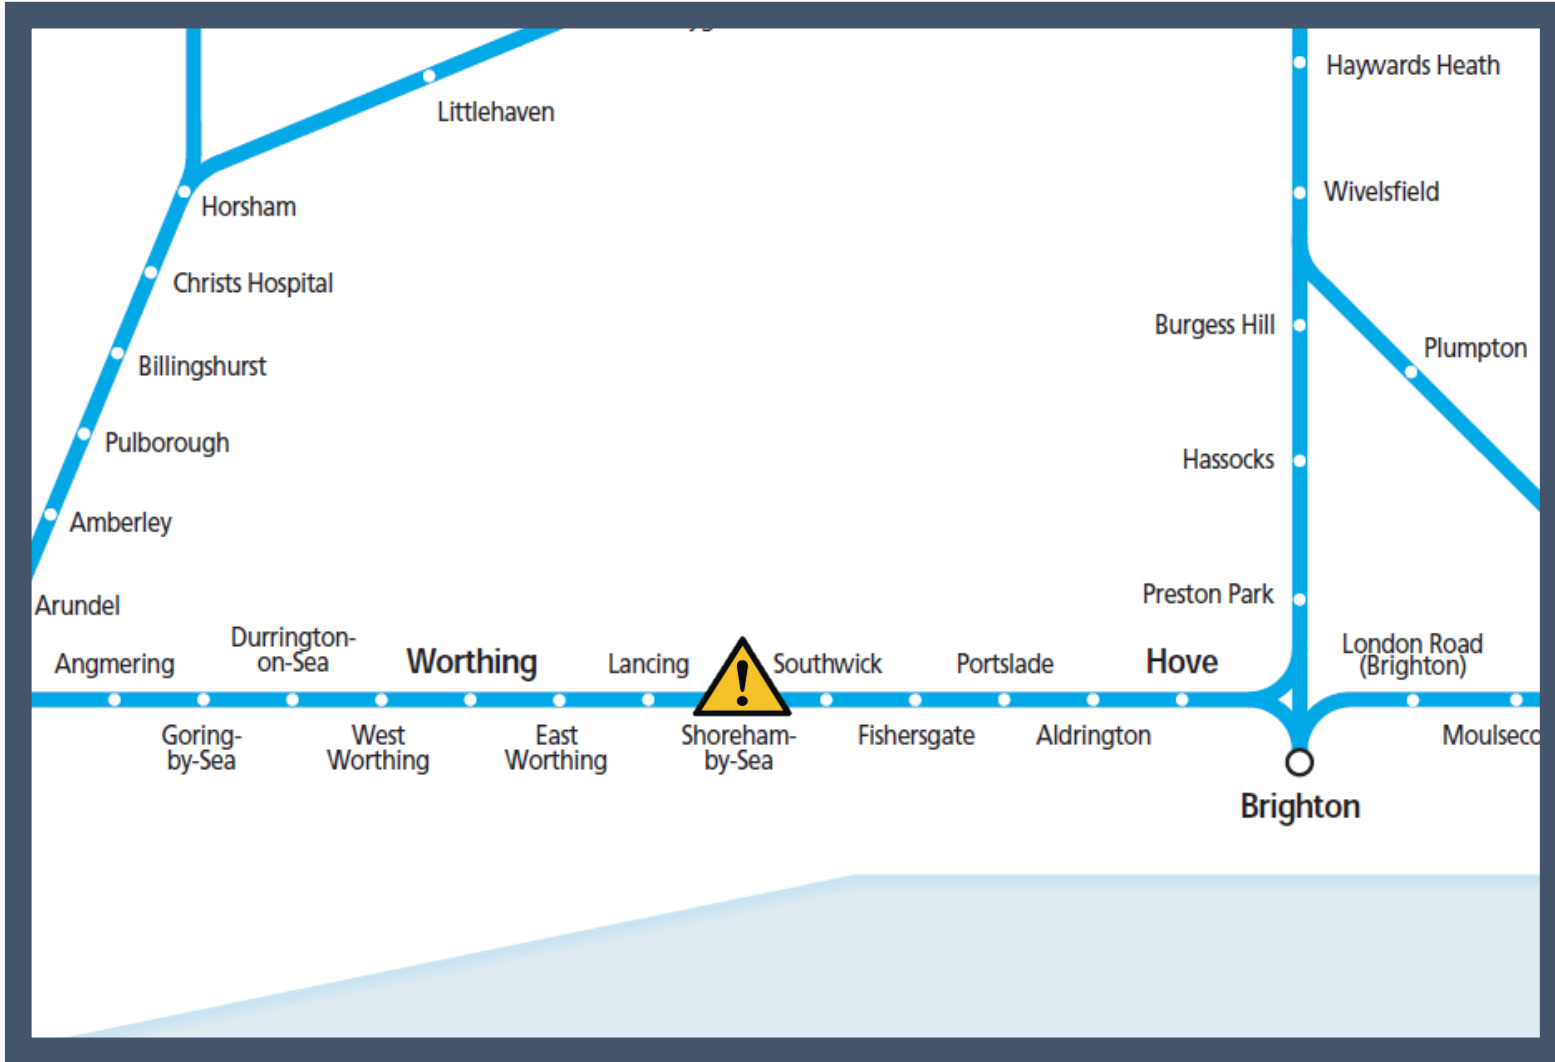 Haywards Heath
Littlehaven
Wivelsfield
Horsham
Christs Hospital
Burgess Hill
Plumpton
Billingshurst
Pulborough
Hassocks
Amberley
Preston Park
Arundel
Angmering
Durrington-
on-Sea
Worthing
Lancing
!
Southwick
Portslade
Hove
London Road
(Brighton)
Goring-
by-Sea
West
Worthing
East
Worthing
Shoreham-
by-Sea
Fishersgate
Aldrington
Moulseco
Brighton